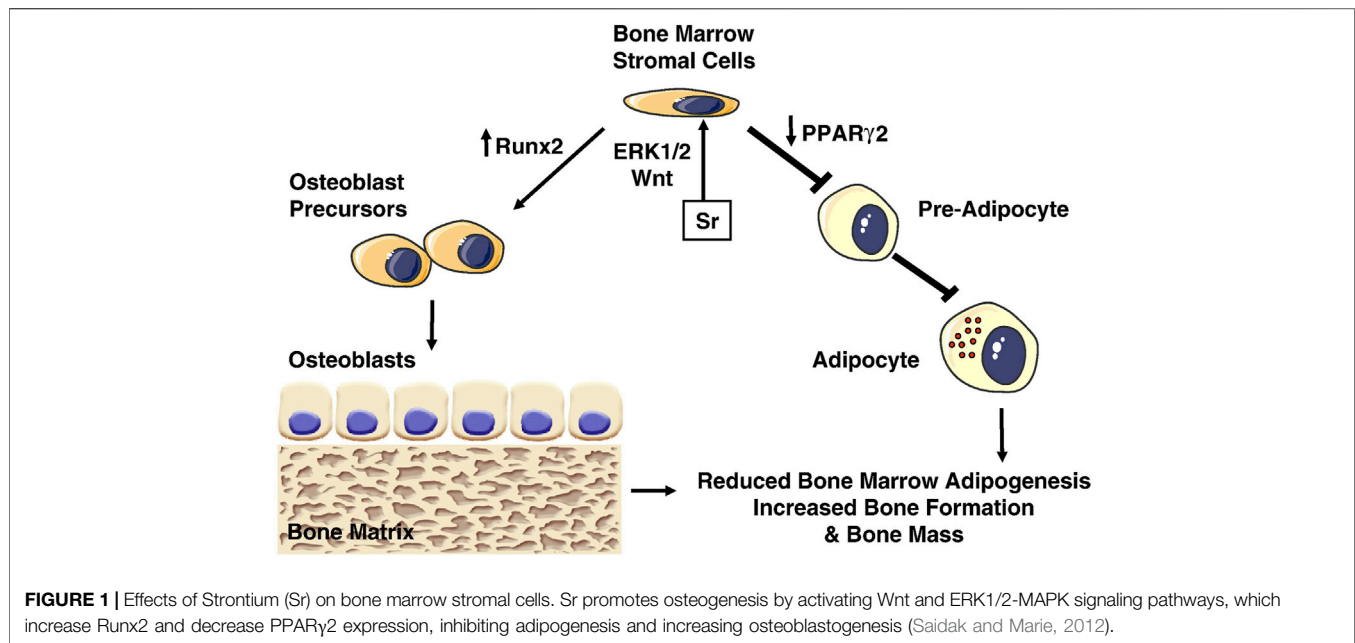 Bone Marrow
Stromal Cells
↑Runx2
ERK1/2
Wnt
↓PPARγ2
Sr
Osteoblast
Precursors
Pre-Adipocyte
Osteoblasts
Adipocyte
Bone Matrix
Reduced Bone Marrow Adipogenesis
Increased Bone Formation
& Bone Mass
FIGURE 1 | Effects of Strontium (Sr) on bone marrow stromal cells. Sr promotes osteogenesis by activating Wnt and ERK1/2-MAPK signaling pathways, which
increase Runx2 and decrease PPARγ2 expression, inhibiting adipogenesis and increasing osteoblastogenesis (Saidak and Marie, 2012).